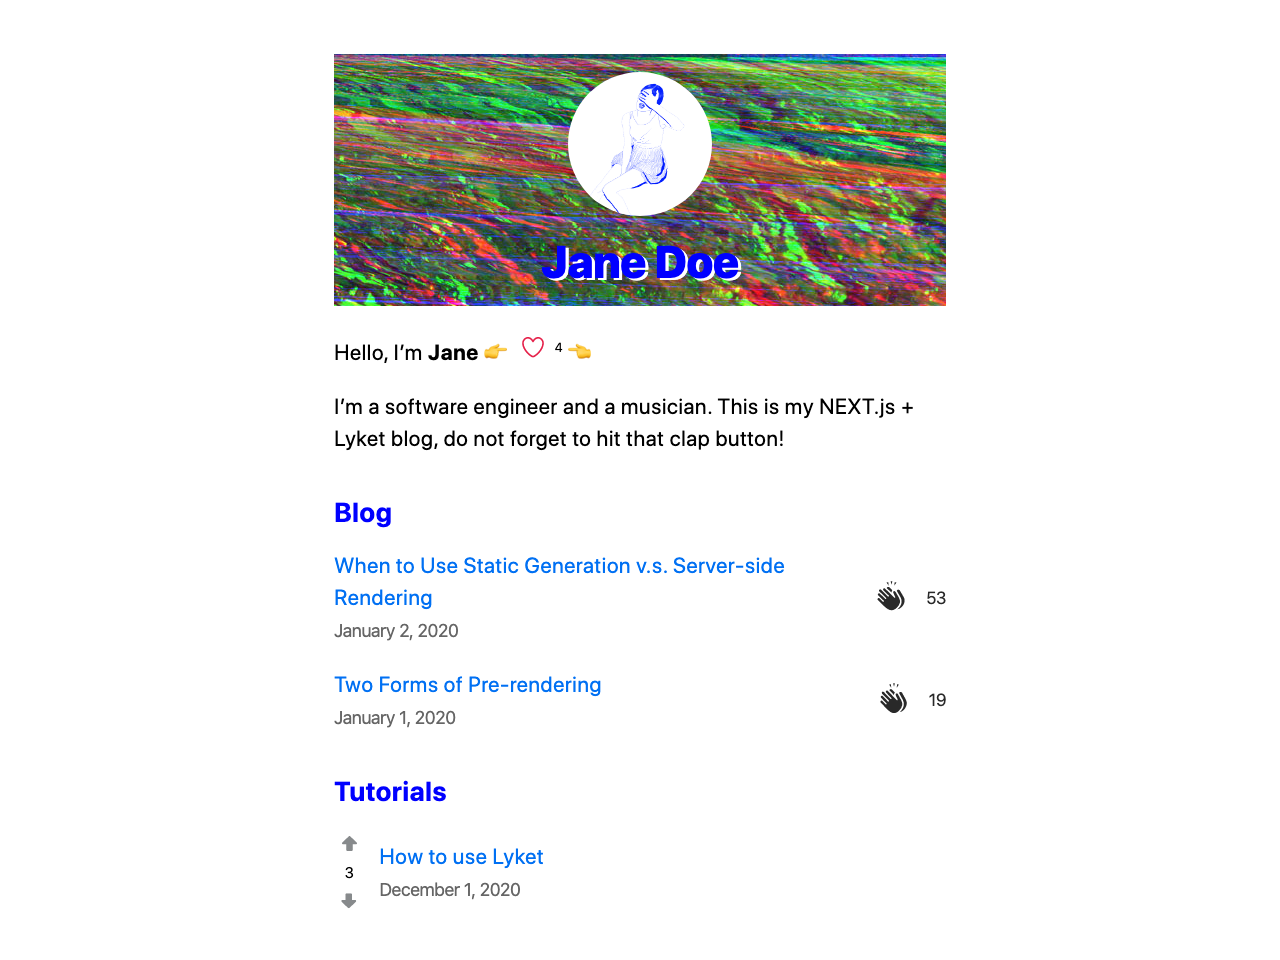 Jane Doe
Hello, I’m Jane 👉 4 👈
I’m a software engineer and a musician. This is my NEXT.js +
Lyket blog, do not forget to hit that clap button!
Blog
When to Use Static Generation v.s. Server-side
Rendering
53
January 2, 2020
Two Forms of Pre-rendering
19
January 1, 2020
Tutorials
3
How to use Lyket
December 1, 2020